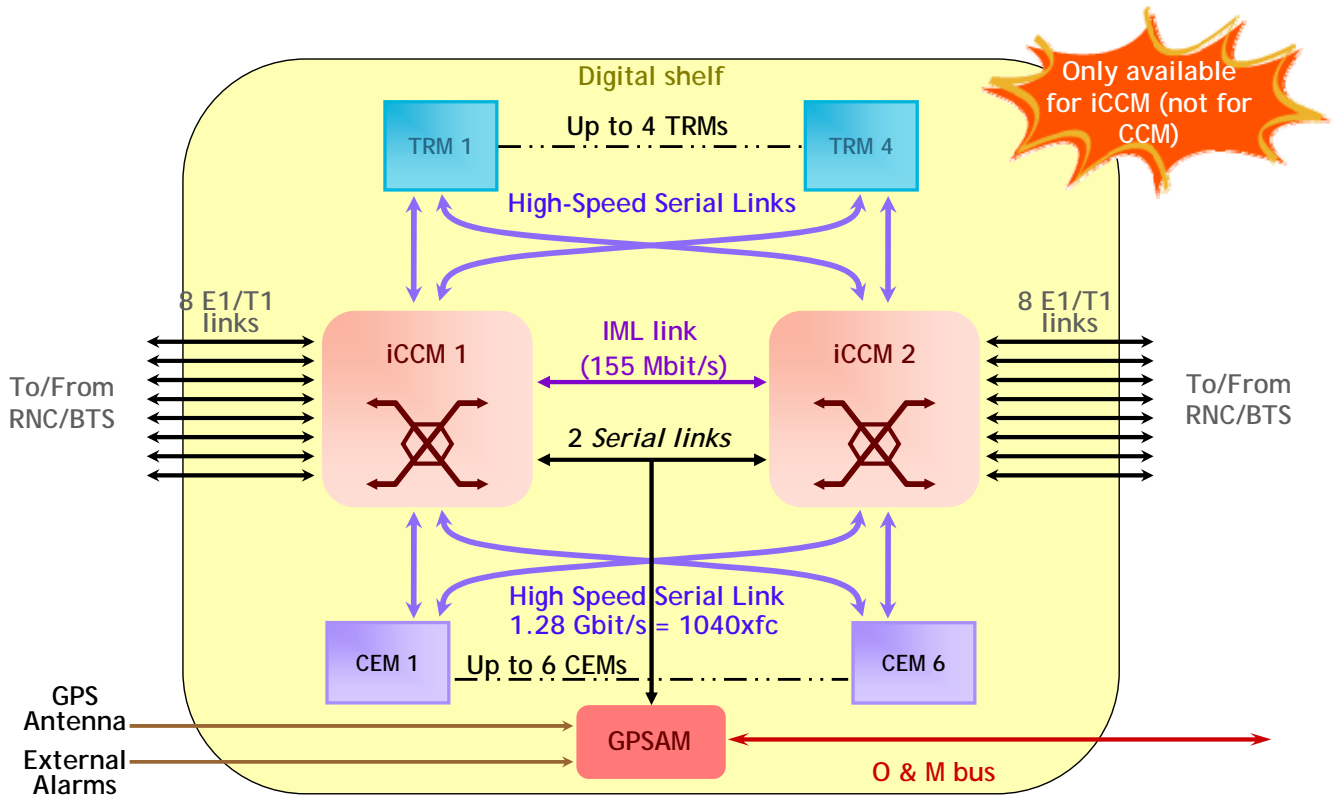 Digital shelf
Only available
for iCCM (not for
CCM)
TRM 1
Up to 4 TRMs
TRM 4
High-Speed Serial Links
8 E1/T1
links
8 E1/T1
links
iCCM 1
IML link
(155 Mbit/s)
iCCM 2
To/From
RNC/BTS
To/From
RNC/BTS
2 Serial links
High Speed Serial Link
1.28 Gbit/s = 1040xfc
CEM 1
Up to 6 CEMs
CEM 6
GPS
Antenna
GPSAM
External
Alarms
O & M bus